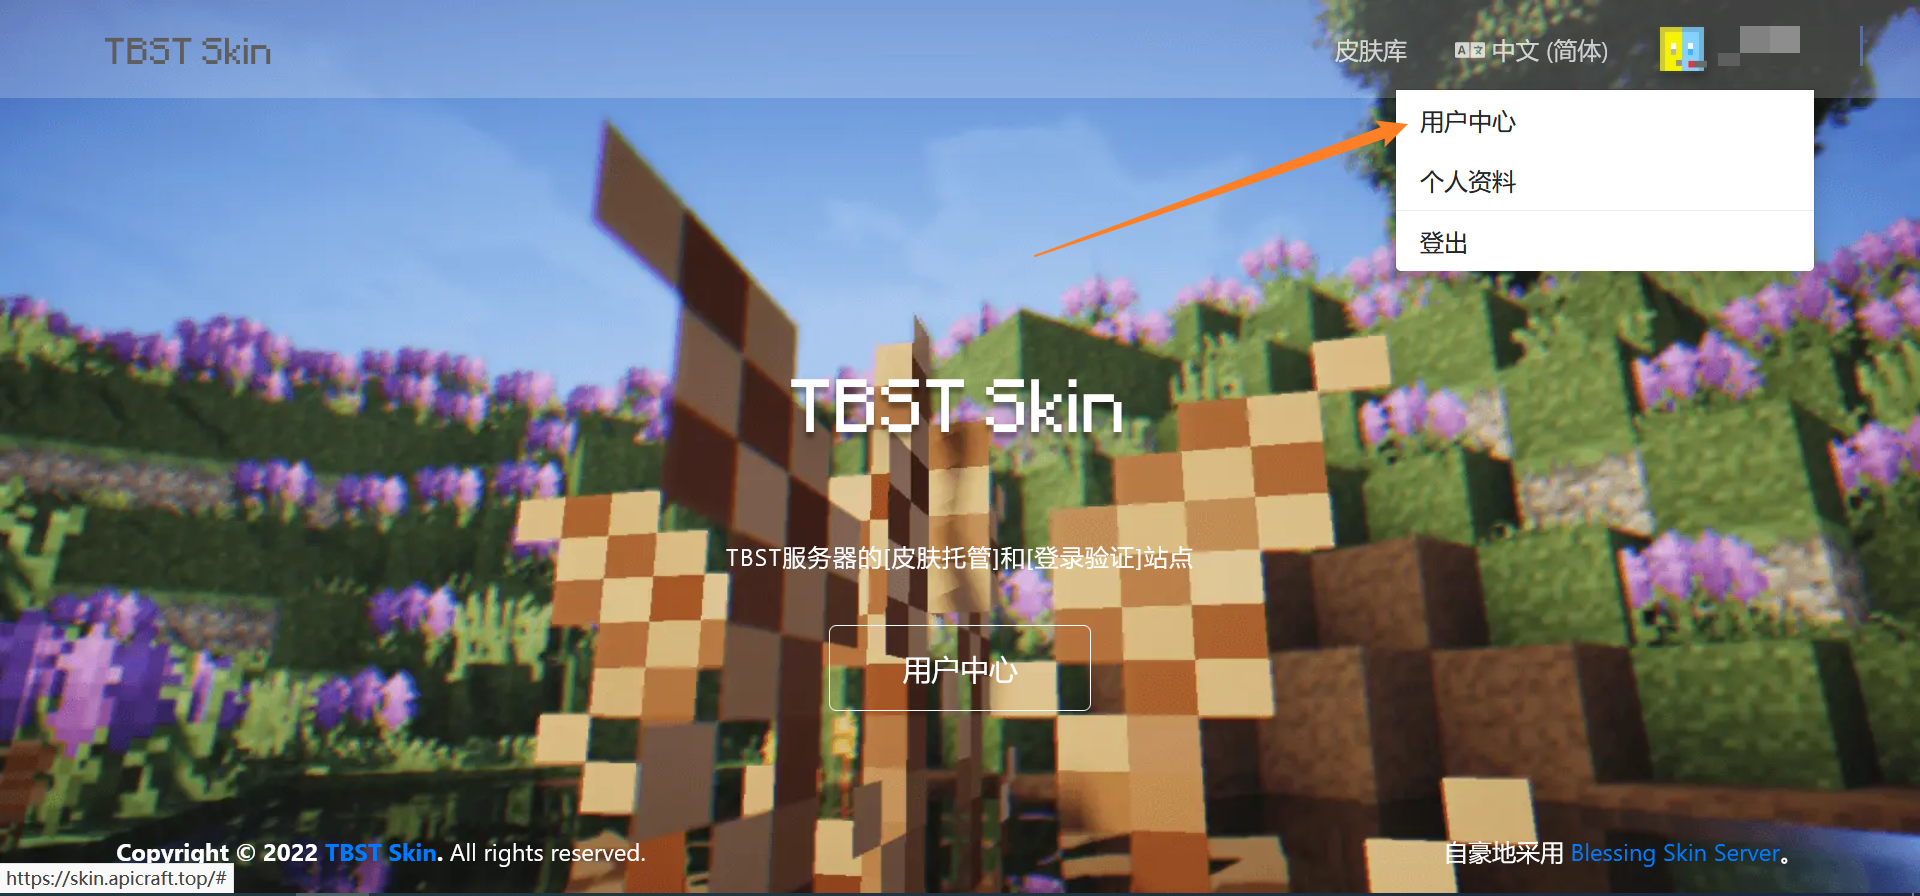 TBST Skin
皮肤库
A文 中文 (简体)
用户中心
个人资料
登出
TBST Skin
TBST服务器的[皮肤托管]和[登录验证]站点
用户中心
Copyright © 2022 TBST Skin. All rights reserved.
自豪地采用 Blessing Skin Server。
https://skin.apicraft.top/#